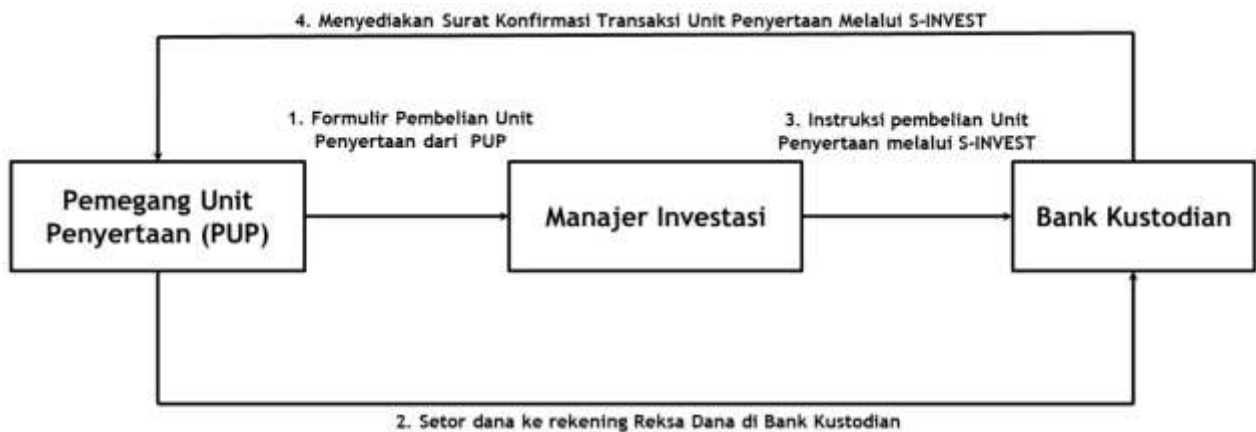 4. Menyediakan Surat Konfirmasi Transaksi Unit Penyertaan Melalui S-INVEST
1. Formulir Pembelian Unit
Penyertaan dari PUP
3. Instruksi pembelian Unit
Penyertaan melalui S-INVEST
Pemegang Unit
Penyertaan (PUP)
Manajer Investasi
Bank Kustodian
2. Setor dana ke rekening Reksa Dana di Bank Kustodian